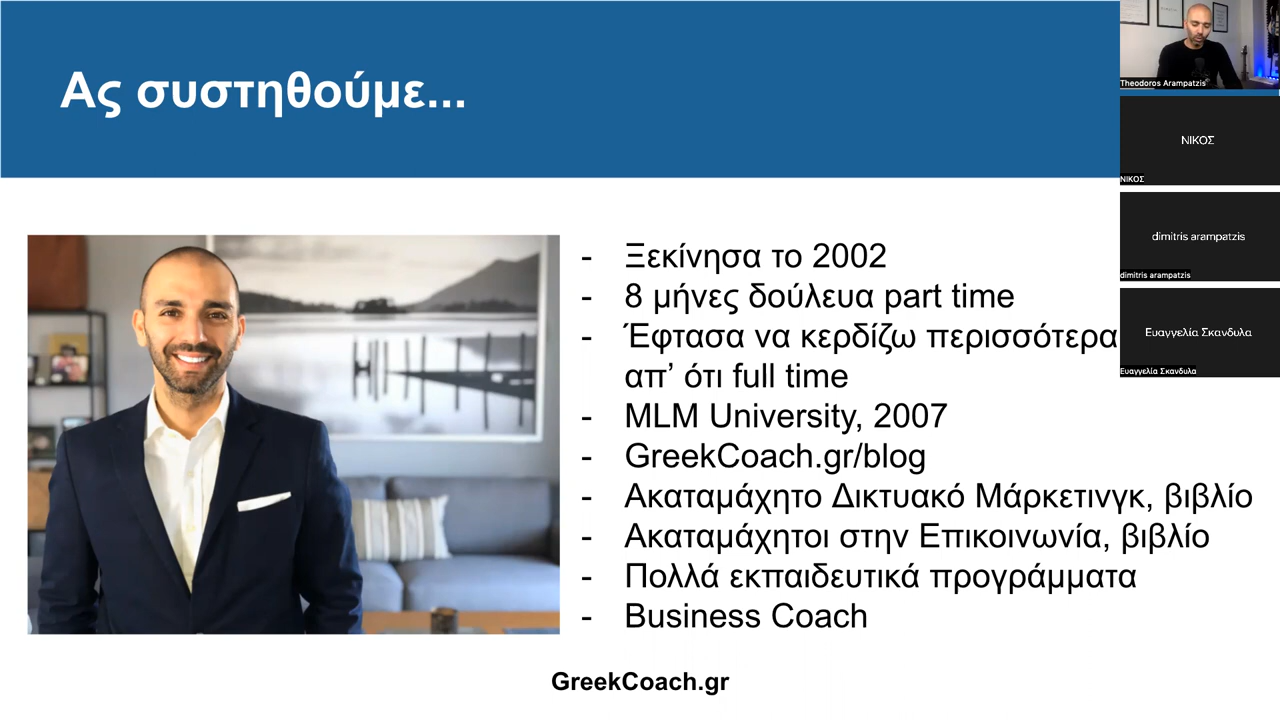 Ας συστηθούμε...
- Ξεκίνησα το 2002
- 8 μήνες δούλευα part time
- Έφτασα να κερδίζω περισσότερα
απ’ ότι full time
- MLM University, 2007
- GreekCoach.gr/blog
- Ακαταμάχητο Δικτυακό Μάρκετινγκ, βιβλίο
- Ακαταμάχητοι στην Επικοινωνία, βιβλίο
- Πολλά εκπαιδευτικά προγράμματα
- Business Coach
GreekCoach.gr
Theodoros Arampatzis
ΝΙΚΟΣ
ΝΙΚΟΣ
dimitris arampatzis
dimitris arampatzis
Ευαγγελία Σκανδυλα
Ευαγγελία Σκανδυλα